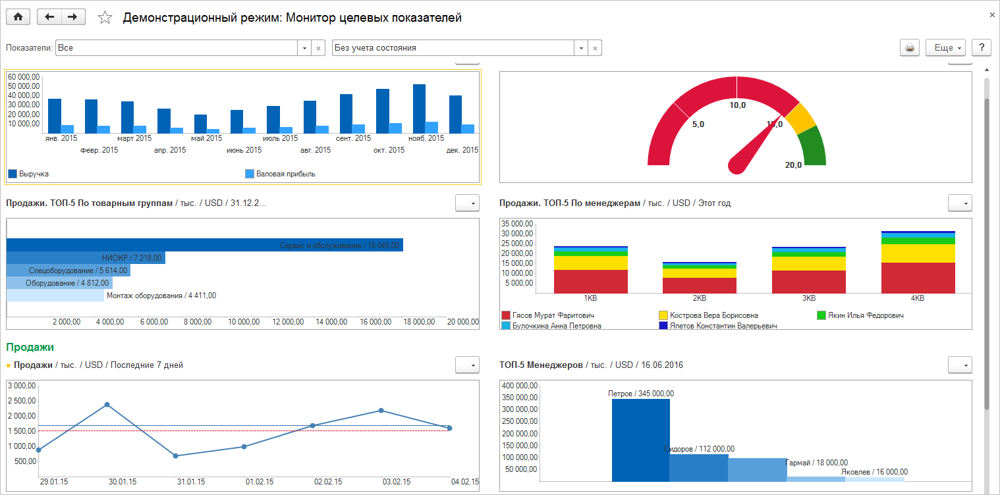 Демонстрационный режим: Монитор целевых показателей
×
Показатели: Все
Без учета состояния
Еще
?
60 000,00
50 000,00
40 000,00
30 000,00
20 000,00
10 000,00
янв. 2015 март 2015 май 2015 июль 2015 сент. 2015 нояб. 2015
февр. 2015 апр. 2015 июнь 2015 авг. 2015 окт. 2015 дек. 2015
Выручка Валовая прибыль
5,0
10,0
15,0
20,0
Продажи. ТОП-5 По товарным группам / тыс. / USD / 31.12.2...
Сервис и обслуживание / 18 045,00
НИОКР / 7 218,00
Спецоборудование / 5 614,00
Оборудование / 4 812,00
Монтаж оборудования / 4 411,00
2 000,00 4 000,00 6 000,00 8 000,00 10 000,00 12 000,00 14 000,00 16 000,00 18 000,00 20 000,00
Продажи. ТОП-5 По менеджерам / тыс. / USD / Этот год
35 000,00
30 000,00
25 000,00
20 000,00
15 000,00
10 000,00
5 000,00
1КВ 2КВ 3КВ 4КВ
Гясов Мурат Фаритович Кострова Вера Борисовна Якин Илья Федорович
Булочкина Анна Петровна Япетов Константин Валерьевич
Продажи
Продажи / тыс. / USD / Последние 7 дней
3 000,00
2 500,00
2 000,00
1 500,00
1 000,00
500,00
29.01.15 30.01.15 31.01.15 01.02.15 02.02.15 03.02.15 04.02.15
ТОП-5 Менеджеров / тыс. / USD / 16.06.2016
400 000,00
350 000,00
300 000,00
250 000,00
200 000,00
150 000,00
100 000,00
50 000,00
Петров / 345 000,00
Сидоров / 112 000,00
Гармай / 18 000,00
Яковлев / 16 000,00